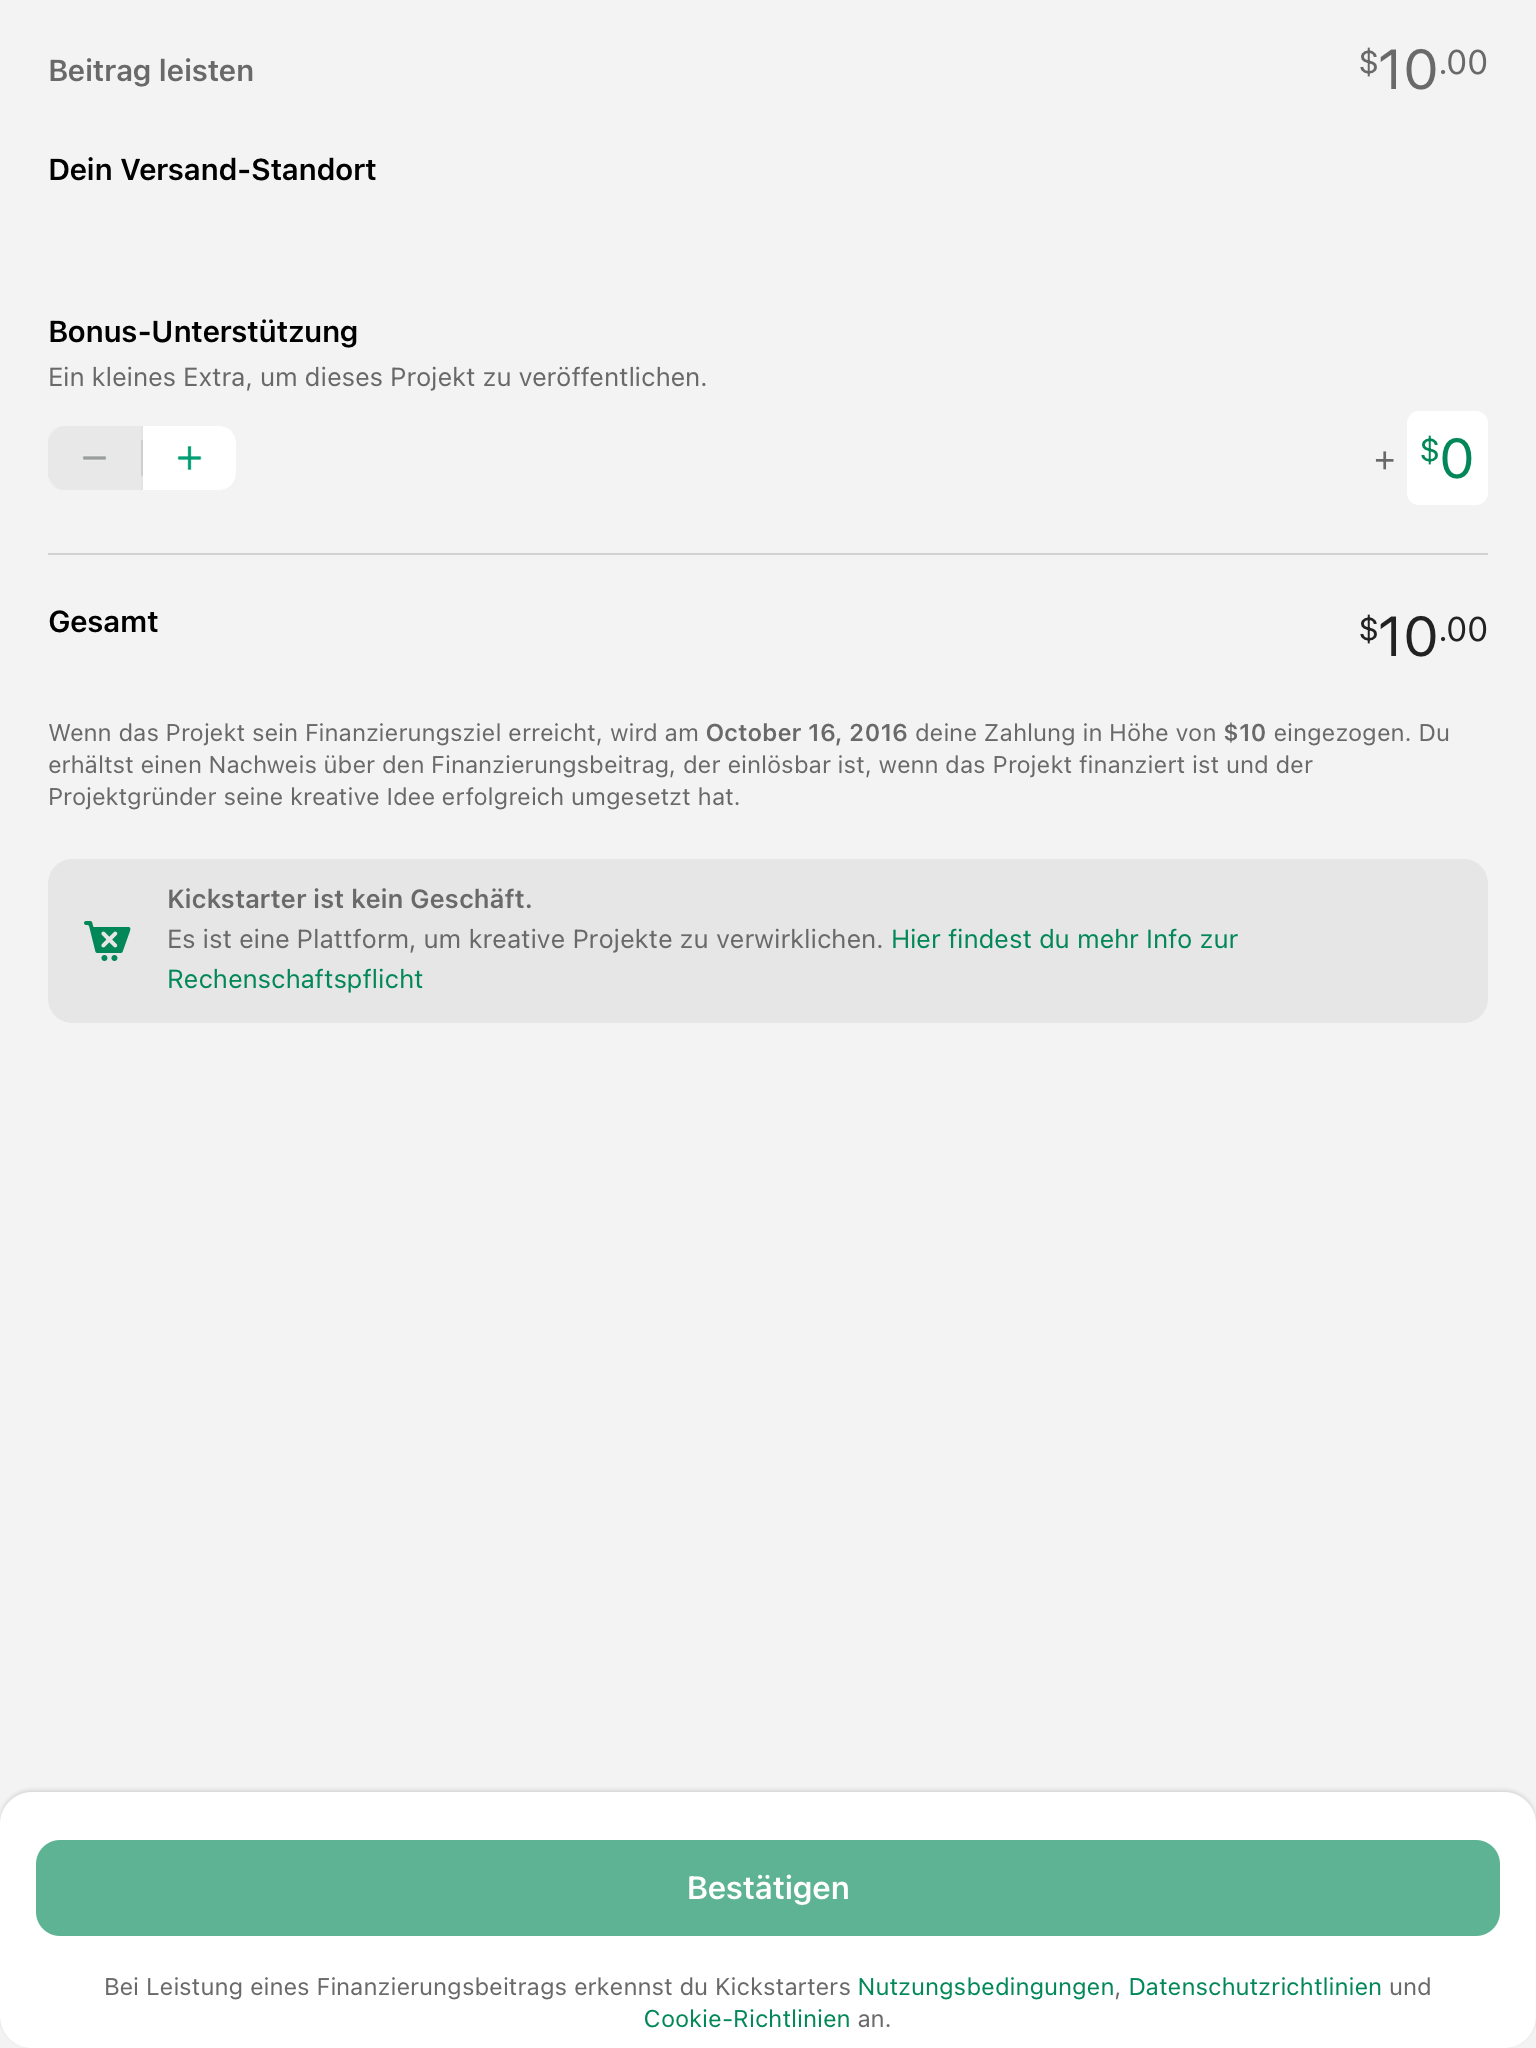 Beitrag leisten $10.00
Dein Versand-Standort
Bonus-Unterstützung
Ein kleines Extra, um dieses Projekt zu veröffentlichen.
− + + $0
Gesamt $10.00
Wenn das Projekt sein Finanzierungsziel erreicht, wird am October 16, 2016 deine Zahlung in Höhe von $10 eingezogen. Du
erhältst einen Nachweis über den Finanzierungsbeitrag, der einlösbar ist, wenn das Projekt finanziert ist und der
Projektgründer seine kreative Idee erfolgreich umgesetzt hat.
Kickstarter ist kein Geschäft.
Es ist eine Plattform, um kreative Projekte zu verwirklichen. Hier findest du mehr Info zur
Rechenschaftspflicht
Bestätigen
Bei Leistung eines Finanzierungsbeitrags erkennst du Kickstarters Nutzungsbedingungen, Datenschutzrichtlinien und
Cookie-Richtlinien an.